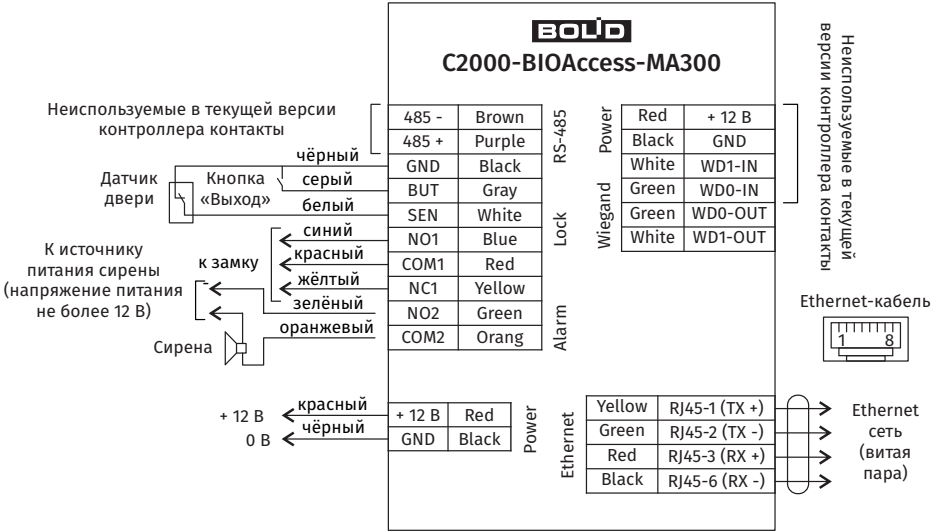 BOLID
C2000-BIOAccess-MA300
Неиспользуемые в текущей версии
контроллера контакты
485 - Brown
485 + Purple
GND Black
BUT Gray
SEN White
NO1 Blue
COM1 Red
NC1 Yellow
NO2 Green
COM2 Orang
RS-485
Lock
Alarm
чёрный
серый
белый
синий
красный
жёлтый
зелёный
оранжевый
Датчик
двери
Кнопка
«Выход»
К источнику
питания сирены
(напряжение питания
не более 12 В)
к замку
Сирена
+ 12 В
0 В
красный
чёрный
+ 12 В Red
GND Black
Power
Power
Wiegand
Red + 12 В
Black GND
White WD1-IN
Green WD0-IN
Green WD0-OUT
White WD1-OUT
Неиспользуемые в текущей
версии контроллера контакты
Ethernet-кабель
1 8
Ethernet
Yellow RJ45-1 (TX +)
Green RJ45-2 (TX -)
Red RJ45-3 (RX +)
Black RJ45-6 (RX -)
Ethernet
сеть
(витая
пара)